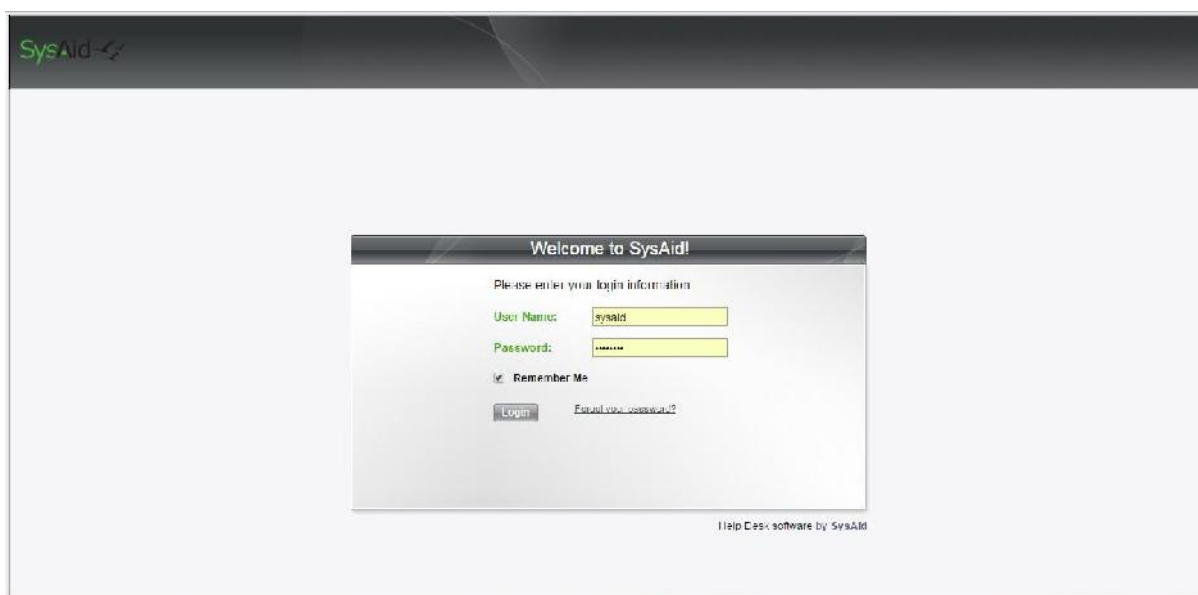 SysAid
Welcome to SysAid!
Please enter your login information
User Name: sysaid
Password: ••••••••
Remember Me
Login Forgot your password?
Help Desk software by SysAid